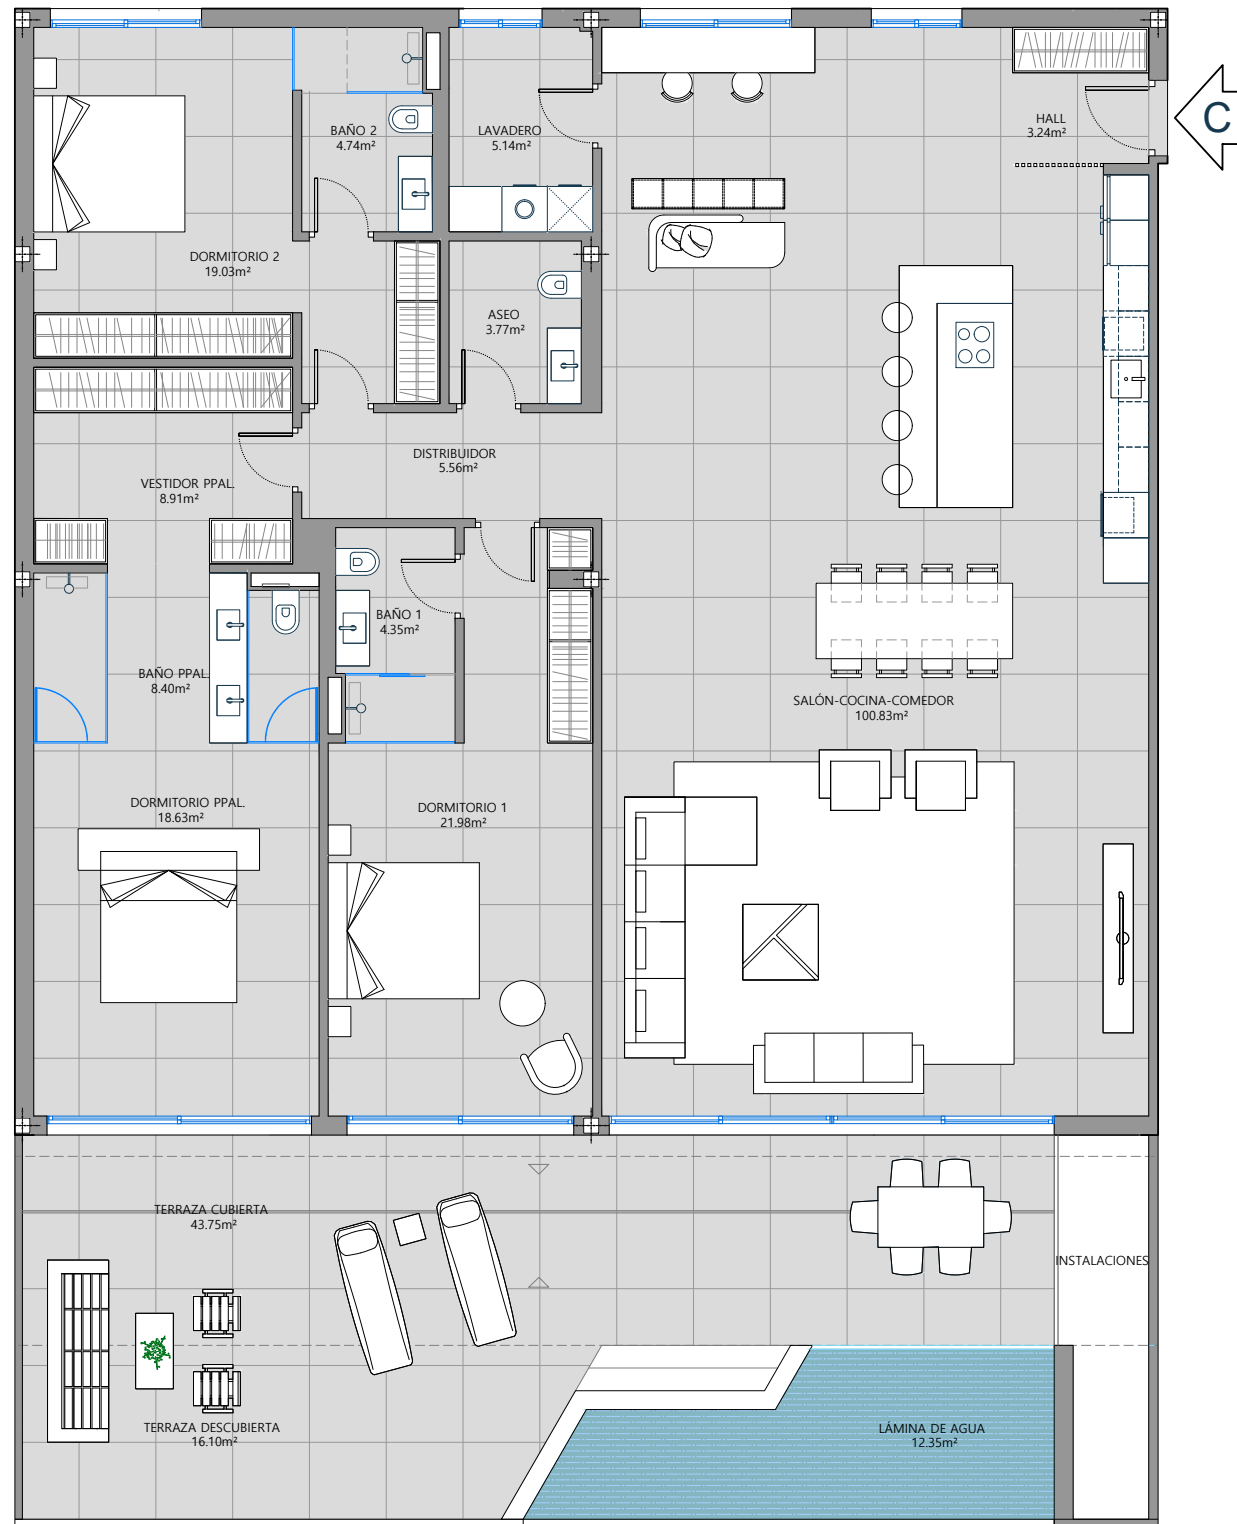 BAÑO 2
4.74m²
LAVADERO
5.14m²
HALL
3.24m²
C
DORMITORIO 2
19.03m²
ASEO
3.77m²
DISTRIBUIDOR
5.56m²
VESTIDOR PPAL.
8.91m²
BAÑO 1
4.35m²
BAÑO PPAL.
8.40m²
SALÓN-COCINA-COMEDOR
100.83m²
DORMITORIO PPAL.
18.63m²
DORMITORIO 1
21.98m²
TERRAZA CUBIERTA
43.75m²
INSTALACIONES
TERRAZA DESCUBIERTA
16.10m²
LÁMINA DE AGUA
12.35m²